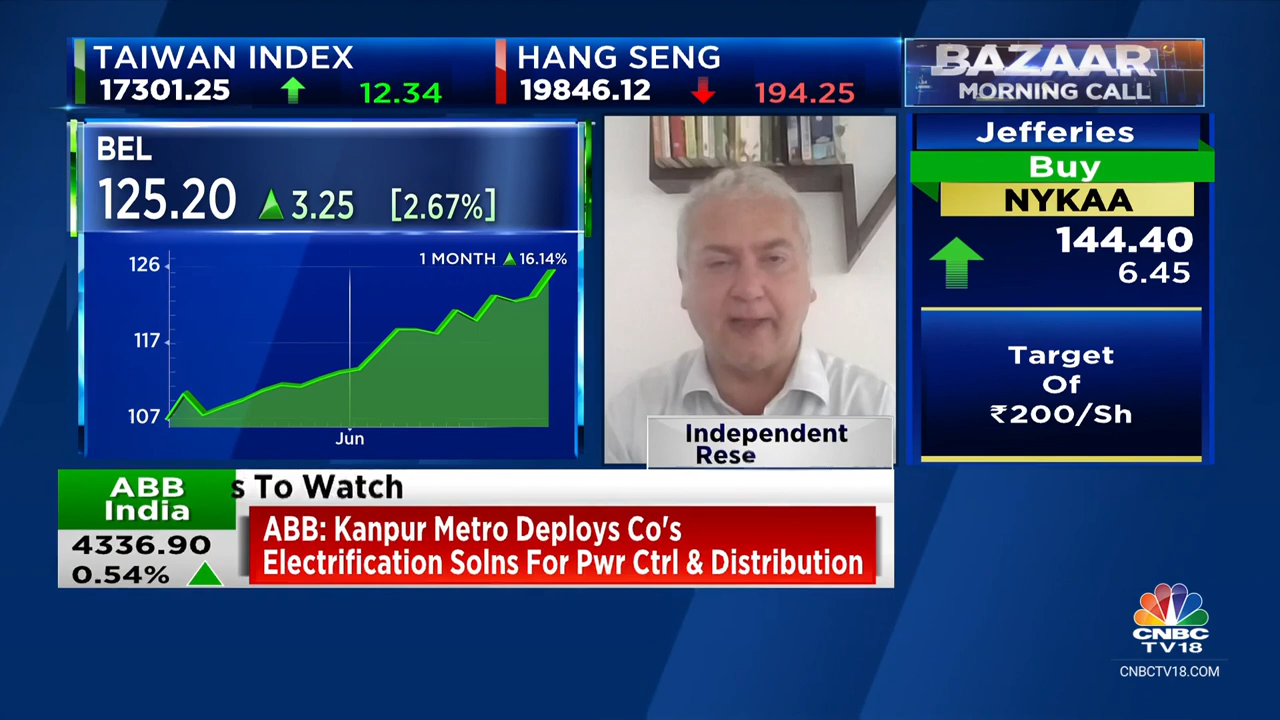 TAIWAN INDEX
17301.25 12.34
HANG SENG
19846.12 194.25
BAZAAR
MORNING CALL
BEL
125.20 3.25 [2.67%]
1 MONTH 16.14%
126
117
107
Jun
Independent
Rese
Jefferies
Buy
NYKAA
144.40
6.45
Target
Of
₹200/Sh
ABB
India
4336.90
0.54%
s To Watch
ABB: Kanpur Metro Deploys Co's
Electrification Solns For Pwr Ctrl & Distribution
CNBC
TV18
CNBCTV18.COM